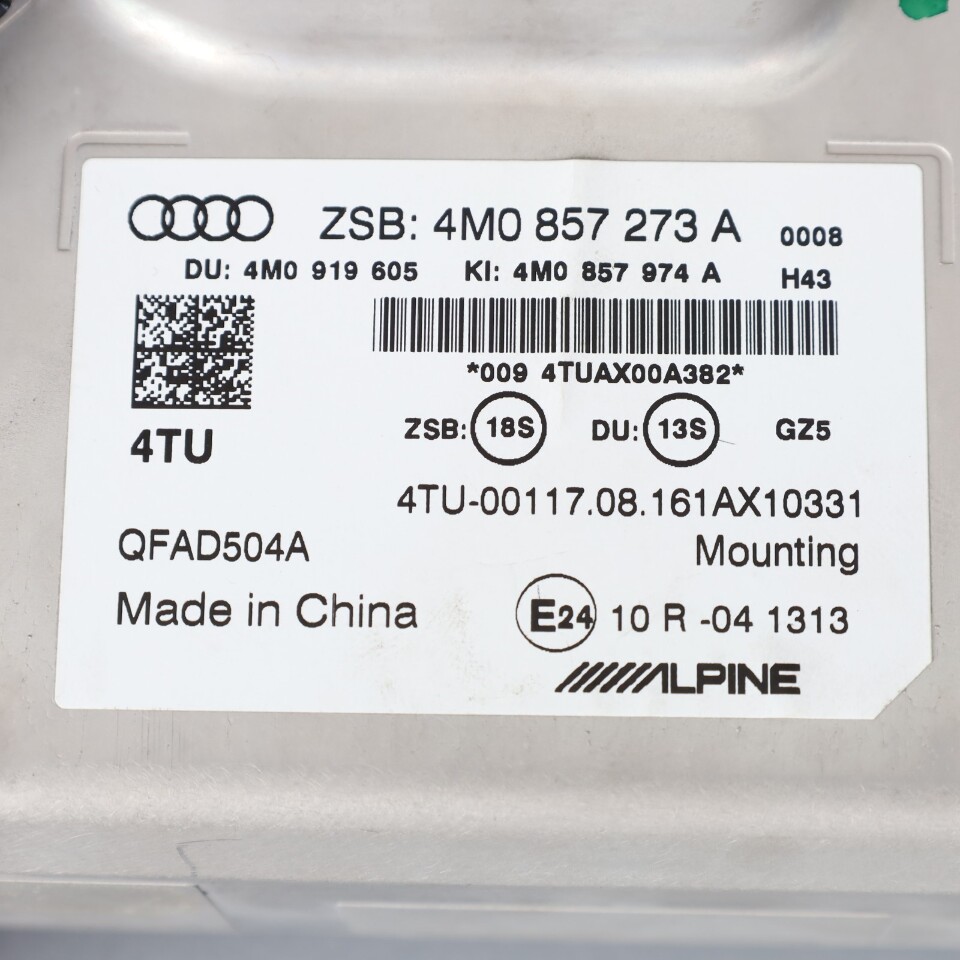 ZSB: 4M0 857 273 A 0008
DU: 4M0 919 605 KI: 4M0 857 974 A H43
*009 4TUAX00A382*
4TU
ZSB: 18S DU: 13S GZ5
4TU-00117.08.161AX10331
QFAD504A Mounting
Made in China E24 10 R -04 1313
ALPINE